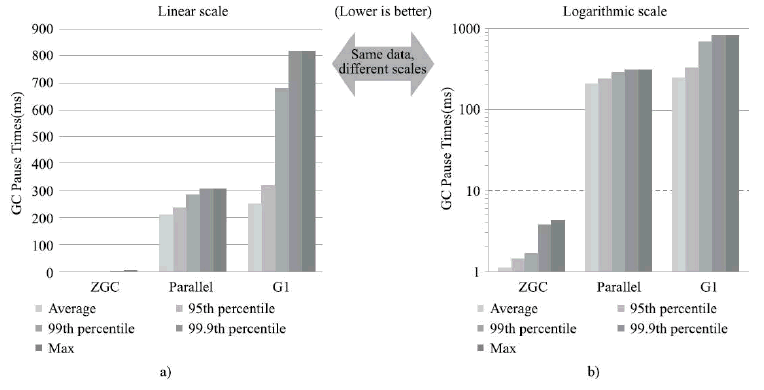 Linear scale
(Lower is better)
Logarithmic scale
Same data,
different scales
GC Pause Times(ms)
900
800
700
600
500
400
300
200
100
0
ZGC
Parallel
G1
Average
95th percentile
99th percentile
99.9th percentile
Max
a)
GC Pause Times(ms)
1000
100
10
1
ZGC
Parallel
G1
Average
95th percentile
99th percentile
99.9th percentile
Max
b)